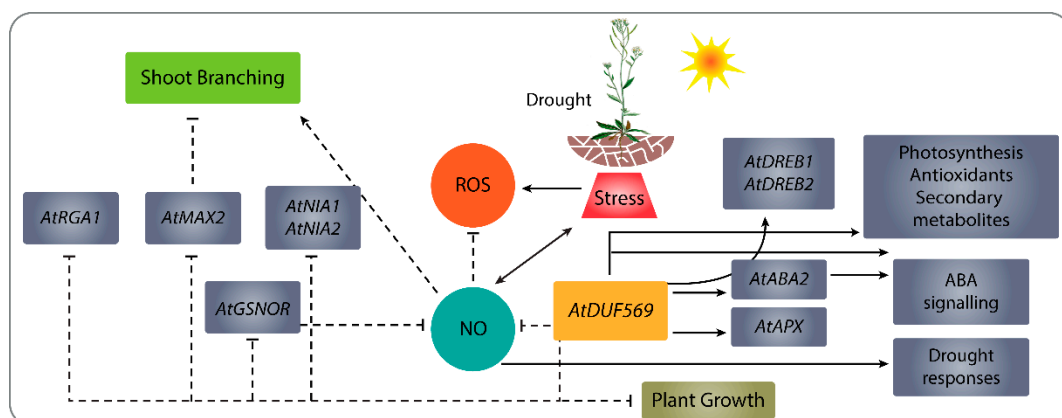 Shoot Branching
Drought
AtDREB1
AtDREB2
Photosynthesis
Antioxidants
Secondary
metabolites
ROS
Stress
AtRGA1
AtMAX2
AtNIA1
AtNIA2
AtGSNOR
NO
AtDUF569
AtABA2
AtAPX
ABA
signalling
Drought
responses
Plant Growth